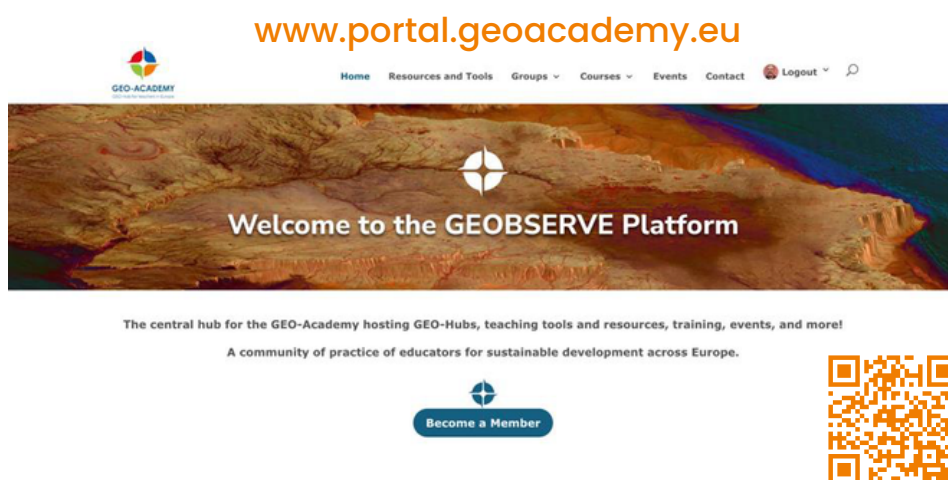 www.portal.geoacademy.eu
GEO-ACADEMY
Home Resources and Tools Groups Courses Events Contact Logout
Welcome to the GEOBSERVE Platform
The central hub for the GEO-Academy hosting GEO-Hubs, teaching tools and resources, training, events, and more!
A community of practice of educators for sustainable development across Europe.
Become a Member